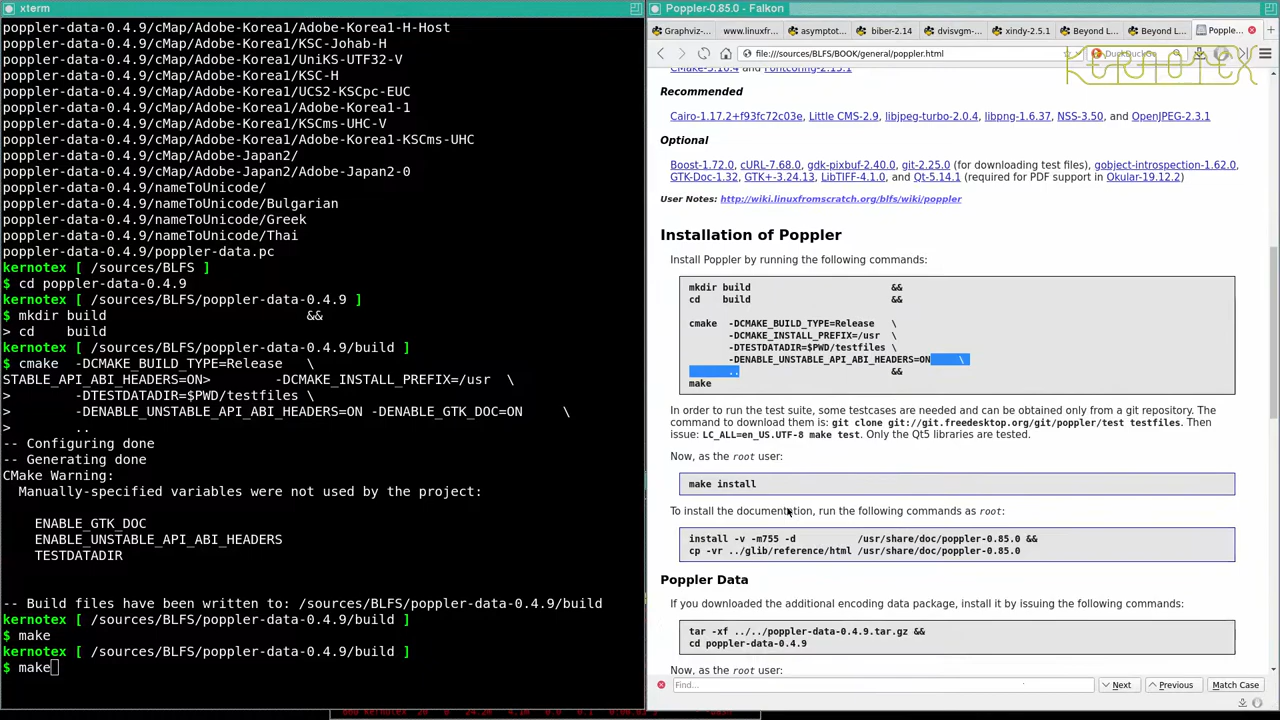 xterm
poppler-data-0.4.9/cMap/Adobe-Korea1/Adobe-Korea1-H-Host
poppler-data-0.4.9/cMap/Adobe-Korea1/KSC-Johab-H
poppler-data-0.4.9/cMap/Adobe-Korea1/UniKS-UTF32-V
poppler-data-0.4.9/cMap/Adobe-Korea1/KSC-H
poppler-data-0.4.9/cMap/Adobe-Korea1/UCS2-KSCpc-EUC
poppler-data-0.4.9/cMap/Adobe-Korea1/Adobe-Korea1-1
poppler-data-0.4.9/cMap/Adobe-Korea1/KSCms-UHC-V
poppler-data-0.4.9/cMap/Adobe-Korea1/Adobe-Korea1-KSCms-UHC
poppler-data-0.4.9/cMap/Adobe-Japan2/
poppler-data-0.4.9/cMap/Adobe-Japan2/Adobe-Japan2-0
poppler-data-0.4.9/nameToUnicode/
poppler-data-0.4.9/nameToUnicode/Bulgarian
poppler-data-0.4.9/nameToUnicode/Greek
poppler-data-0.4.9/nameToUnicode/Thai
poppler-data-0.4.9/poppler-data.pc
kernotex [ /sources/BLFS ]
$ cd poppler-data-0.4.9
kernotex [ /sources/BLFS/poppler-data-0.4.9 ]
$ mkdir build &&
> cd build
kernotex [ /sources/BLFS/poppler-data-0.4.9/build ]
$ cmake -DCMAKE_BUILD_TYPE=Release \
STABLE_API_ABI_HEADERS=ON> -DCMAKE_INSTALL_PREFIX=/usr \
> -DTESTDATADIR=$PWD/testfiles \
> -DENABLE_UNSTABLE_API_ABI_HEADERS=ON -DENABLE_GTK_DOC=ON \
> ..
-- Configuring done
-- Generating done
CMake Warning:
Manually-specified variables were not used by the project:
ENABLE_GTK_DOC
ENABLE_UNSTABLE_API_ABI_HEADERS
TESTDATADIR
-- Build files have been written to: /sources/BLFS/poppler-data-0.4.9/build
kernotex [ /sources/BLFS/poppler-data-0.4.9/build ]
$ make
kernotex [ /sources/BLFS/poppler-data-0.4.9/build ]
$ make
Poppler-0.85.0 - Falkon
Graphviz-... www.linuxfr... asymptot... biber-2.14 dvisvgm-... xindy-2.5.1 Beyond L... Beyond L... Popple...
file:///sources/BLFS/BOOK/general/poppler.html DuckDuckGo
KERNOTEX
CMake-3.16.4 and Fontconfig-2.13.1
Recommended
Cairo-1.17.2+f93fc72c03e, Little CMS-2.9, libjpeg-turbo-2.0.4, libpng-1.6.37, NSS-3.50, and OpenJPEG-2.3.1
Optional
Boost-1.72.0, cURL-7.68.0, gdk-pixbuf-2.40.0, git-2.25.0 (for downloading test files), gobject-introspection-1.62.0,
GTK-Doc-1.32, GTK+-3.24.13, LibTIFF-4.1.0, and Qt-5.14.1 (required for PDF support in Okular-19.12.2)
User Notes: http://wiki.linuxfromscratch.org/blfs/wiki/poppler
Installation of Poppler
Install Poppler by running the following commands:
mkdir build &&
cd build &&
cmake -DCMAKE_BUILD_TYPE=Release \
-DCMAKE_INSTALL_PREFIX=/usr \
-DTESTDATADIR=$PWD/testfiles \
-DENABLE_UNSTABLE_API_ABI_HEADERS=ON \
.. &&
make
In order to run the test suite, some testcases are needed and can be obtained only from a git repository. The
command to download them is: git clone git://git.freedesktop.org/git/poppler/test testfiles. Then
issue: LC_ALL=en_US.UTF-8 make test. Only the Qt5 libraries are tested.
Now, as the root user:
make install
To install the documentation, run the following commands as root:
install -v -m755 -d /usr/share/doc/poppler-0.85.0 &&
cp -vr ../glib/reference/html /usr/share/doc/poppler-0.85.0
Poppler Data
If you downloaded the additional encoding data package, install it by issuing the following commands:
tar -xf ../../poppler-data-0.4.9.tar.gz &&
cd poppler-data-0.4.9
Now, as the root user:
Find... Next Previous Match Case